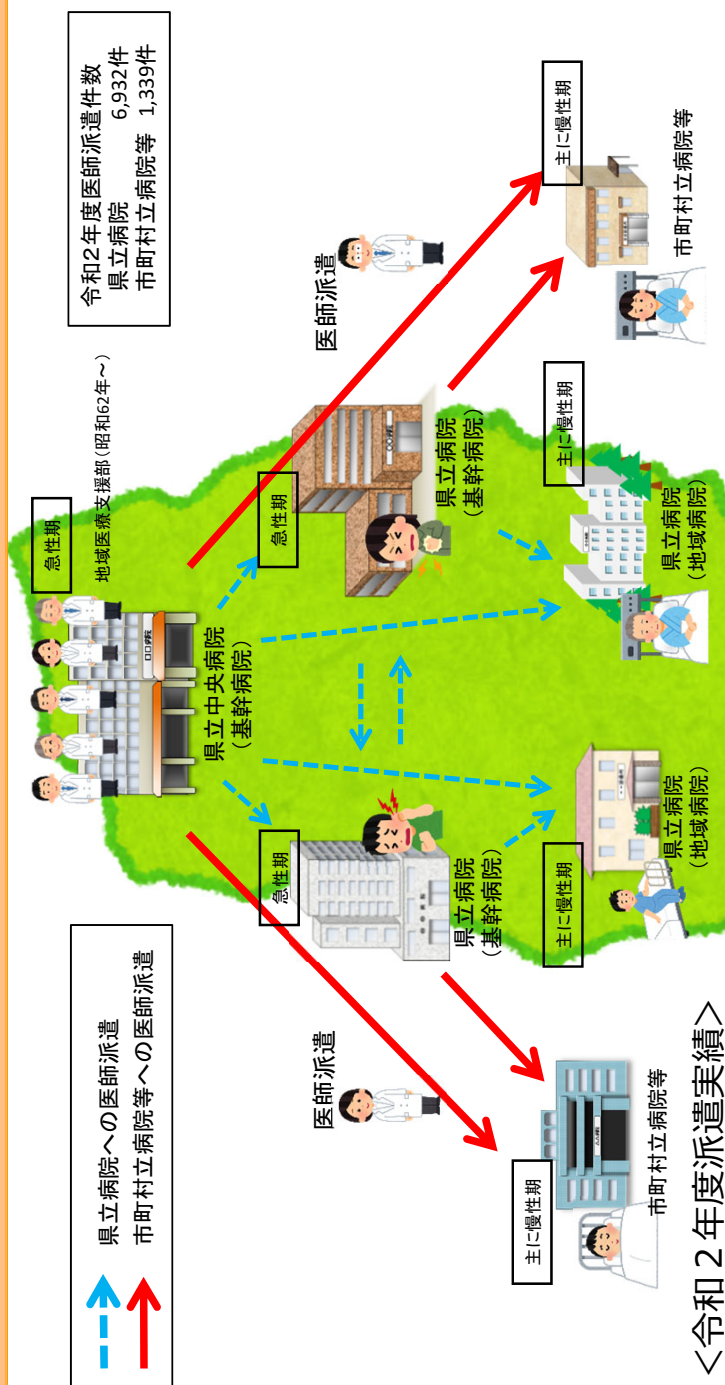 県立病院への医師派遣
市町村立病院等への医師派遣
令和2年度医師派遣件数
県立病院 6,932件
市町村立病院等 1,339件
急性期
地域医療支援部(昭和62年～)
県立中央病院
(基幹病院)
急性期
県立病院
(基幹病院)
急性期
県立病院
(基幹病院)
医師派遣
医師派遣
主に慢性期
市町村立病院等
主に慢性期
県立病院
(地域病院)
主に慢性期
県立病院
(地域病院)
主に慢性期
市町村立病院等
＜令和２年度派遣実績＞